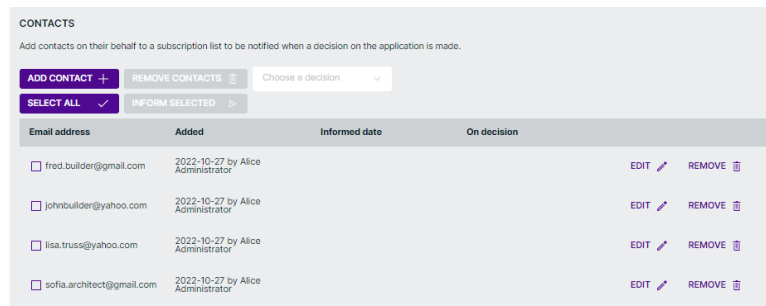 CONTACTS
Add contacts on their behalf to a subscription list to be notified when a decision on the application is made.
ADD CONTACT REMOVE CONTACTS Choose a decision
SELECT ALL INFORM SELECTED
Email address Added Informed date On decision
fred.builder@gmail.com 2022-10-27 by Alice Administrator EDIT REMOVE
johnbuilder@yahoo.com 2022-10-27 by Alice Administrator EDIT REMOVE
lisa.truss@yahoo.com 2022-10-27 by Alice Administrator EDIT REMOVE
sofia.architect@gmail.com 2022-10-27 by Alice Administrator EDIT REMOVE